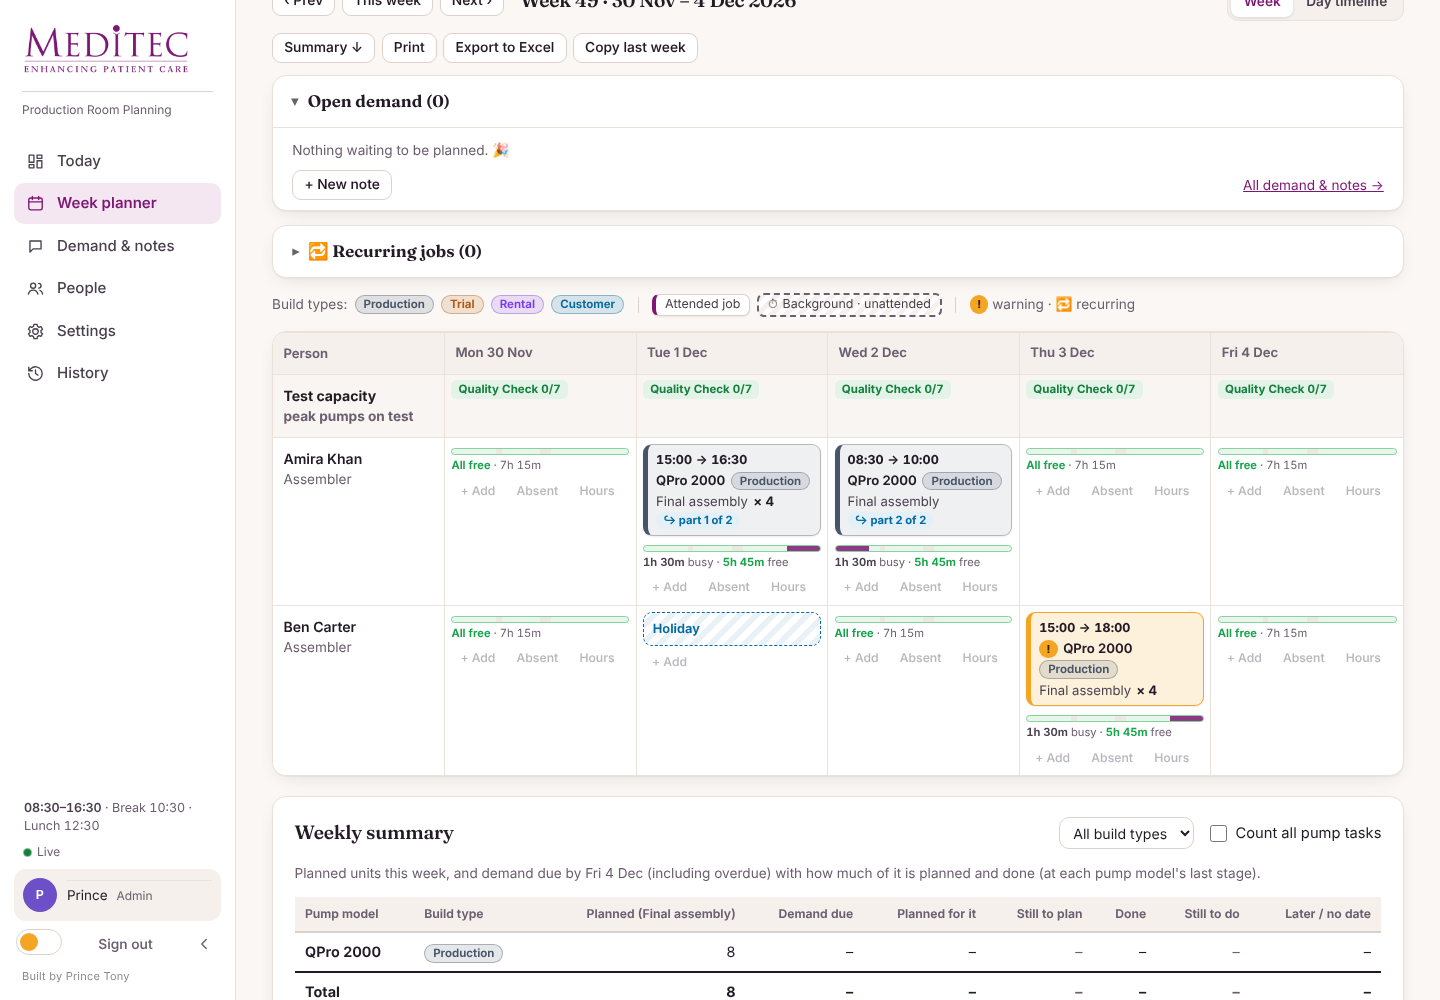 MEDiTEC
ENHANCING PATIENT CARE
Production Room Planning
Today
Week planner
Demand & notes
People
Settings
History
08:30–16:30 · Break 10:30 ·
Lunch 12:30
Live
P Prince Admin
Sign out
Built by Prince Tony
‹ Prev This week Next › Week 49 · 30 Nov – 4 Dec 2026 Week Day timeline
Summary ↓ Print Export to Excel Copy last week
▾ Open demand (0)
Nothing waiting to be planned. 🎉
+ New note All demand & notes →
▸ 🔁 Recurring jobs (0)
Build types: Production Trial Rental Customer Attended job ⏱ Background · unattended ! warning · 🔁 recurring
Person Mon 30 Nov Tue 1 Dec Wed 2 Dec Thu 3 Dec Fri 4 Dec
Test capacity
peak pumps on test
Quality Check 0/7 Quality Check 0/7 Quality Check 0/7 Quality Check 0/7 Quality Check 0/7
Amira Khan
Assembler
All free · 7h 15m
+ Add Absent Hours
15:00 → 16:30
QPro 2000 Production
Final assembly × 4
↪ part 1 of 2
1h 30m busy · 5h 45m free
+ Add Absent Hours
08:30 → 10:00
QPro 2000 Production
Final assembly
↪ part 2 of 2
1h 30m busy · 5h 45m free
+ Add Absent Hours
All free · 7h 15m
+ Add Absent Hours
All free · 7h 15m
+ Add Absent Hours
Ben Carter
Assembler
All free · 7h 15m
+ Add Absent Hours
Holiday
+ Add
All free · 7h 15m
+ Add Absent Hours
15:00 → 18:00
! QPro 2000
Production
Final assembly × 4
1h 30m busy · 5h 45m free
+ Add Absent Hours
All free · 7h 15m
+ Add Absent Hours
Weekly summary All build types Count all pump tasks
Planned units this week, and demand due by Fri 4 Dec (including overdue) with how much of it is planned and done (at each pump model's last stage).
Pump model Build type Planned (Final assembly) Demand due Planned for it Still to plan Done Still to do Later / no date
QPro 2000 Production 8 – – – – – –
Total 8 – – – – – –